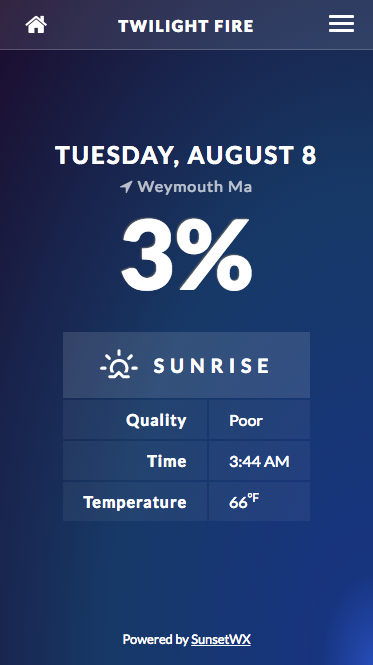 TWILIGHT FIRE
TUESDAY, AUGUST 8
Weymouth Ma
3%
SUNRISE
Quality Poor
Time 3:44 AM
Temperature 66°F
Powered by SunsetWX